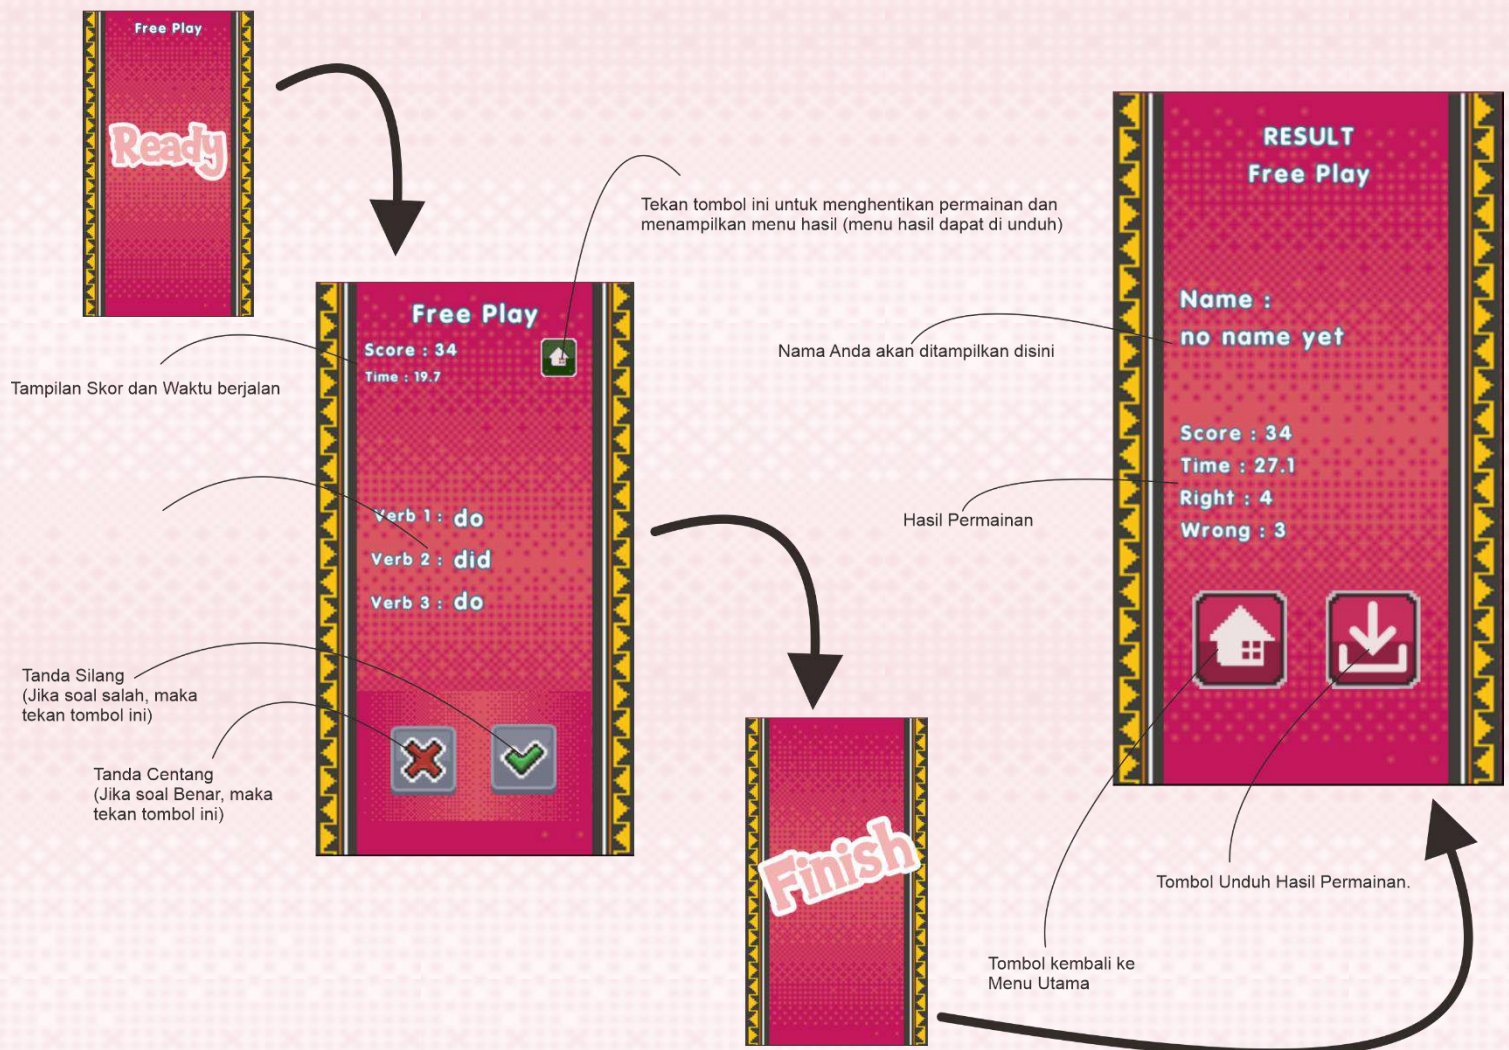 Free Play
Ready
Tekan tombol ini untuk menghentikan permainan dan
menampilkan menu hasil (menu hasil dapat di unduh)
Free Play
Score : 34
Time : 19.7
Tampilan Skor dan Waktu berjalan
Verb 1 : do
Verb 2 : did
Verb 3 : do
Tanda Silang
(Jika soal salah, maka
tekan tombol ini)
Tanda Centang
(Jika soal Benar, maka
tekan tombol ini)
Finish
RESULT
Free Play
Name :
no name yet
Nama Anda akan ditampilkan disini
Score : 34
Time : 27.1
Right : 4
Wrong : 3
Hasil Permainan
Tombol Unduh Hasil Permainan.
Tombol kembali ke
Menu Utama